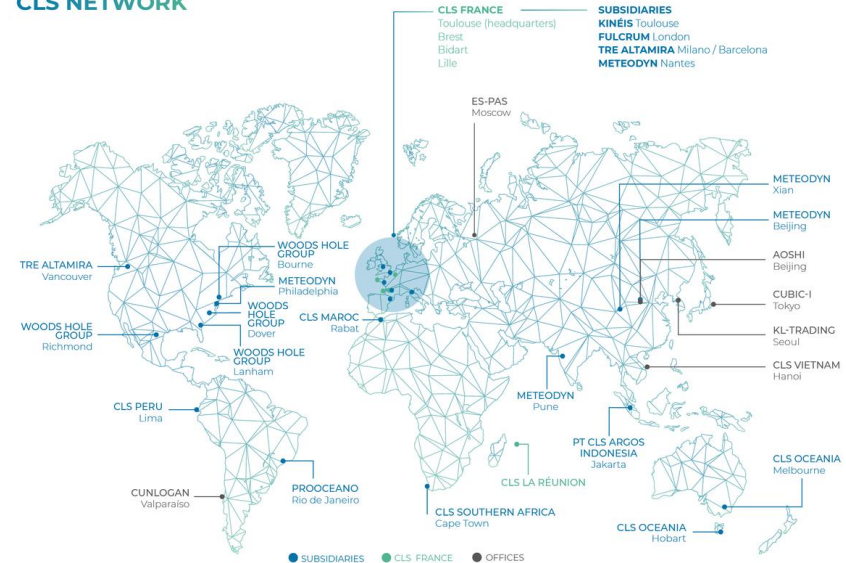 CLS NETWORK
CLS FRANCE
Toulouse (headquarters)
Brest
Bidart
Lille
SUBSIDIARIES
KINÉIS Toulouse
FULCRUM London
TRE ALTAMIRA Milano / Barcelona
METEODYN Nantes
ES-PAS
Moscow
METEODYN
Xian
METEODYN
Beijing
AOSHI
Beijing
CUBIC-I
Tokyo
KL-TRADING
Seoul
CLS VIETNAM
Hanoi
TRE ALTAMIRA
Vancouver
WOODS HOLE
GROUP
Bourne
METEODYN
Philadelphia
WOODS
HOLE
GROUP
Dover
WOODS HOLE
GROUP
Lanham
WOODS HOLE
GROUP
Richmond
CLS MAROC
Rabat
CLS PERU
Lima
METEODYN
Pune
PT CLS ARGOS
INDONESIA
Jakarta
CLS OCEANIA
Melbourne
CLS LA RÉUNION
PROOCEANO
Rio de Janeiro
CUNLOGAN
Valparaíso
CLS SOUTHERN AFRICA
Cape Town
CLS OCEANIA
Hobart
SUBSIDIARIES
CLS FRANCE
OFFICES